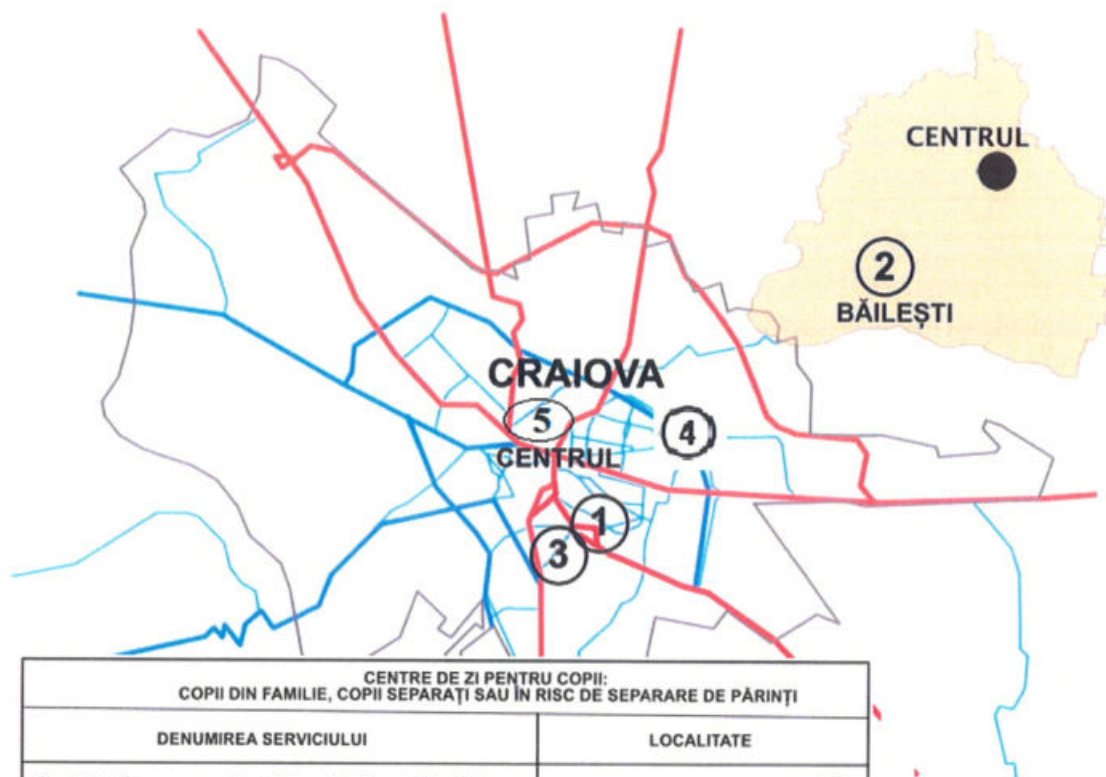 CENTRUL
2
BĂILEȘTI
CRAIOVA
5
4
CENTRUL
1
3
CENTRE DE ZI PENTRU COPII:
COPII DIN FAMILIE, COPII SEPARAȚI SAU ÎN RISC DE SEPARARE DE PĂRINȚI
DENUMIREA SERVICIULUI
LOCALITATE